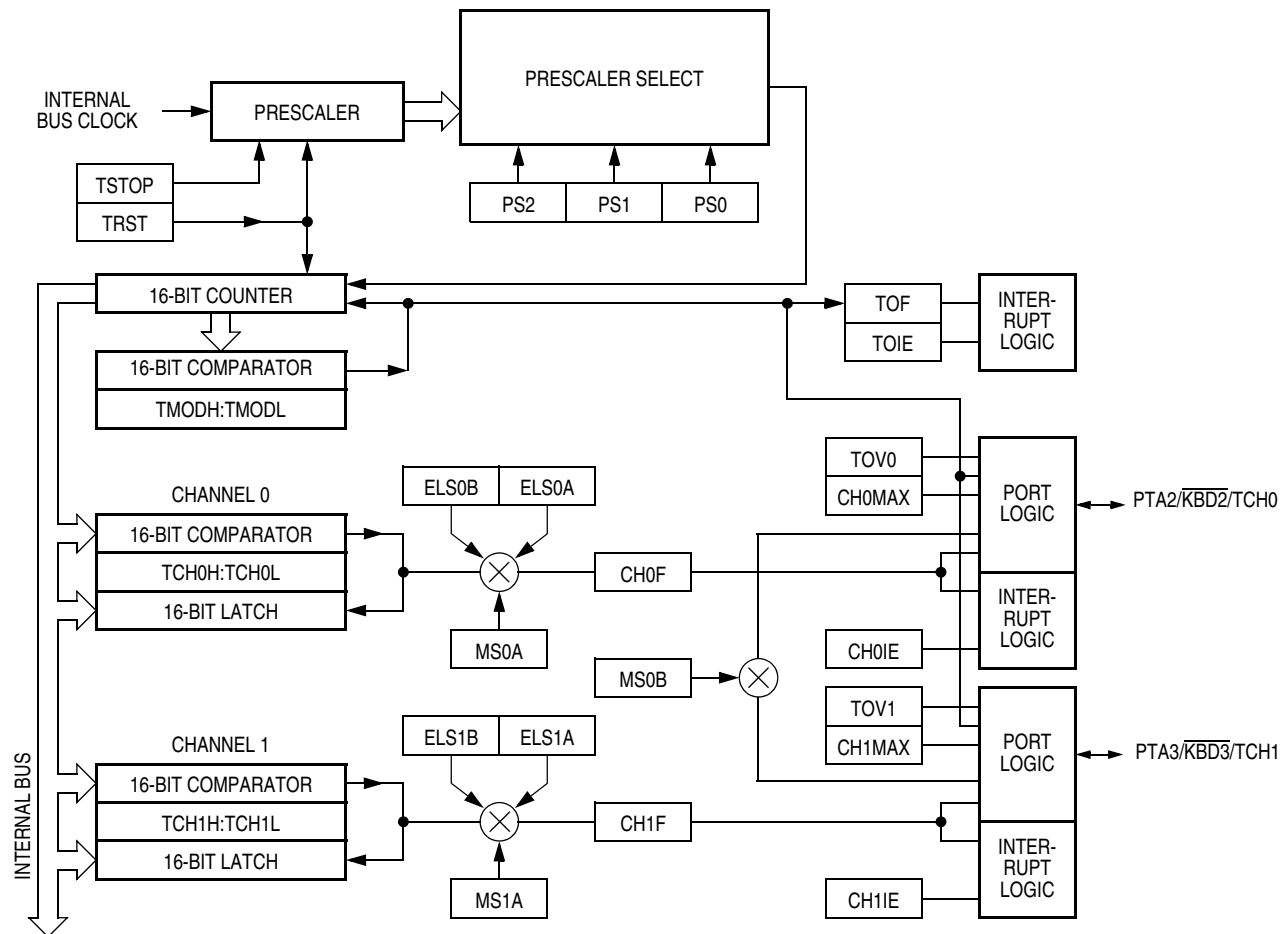 INTERNAL
BUS CLOCK
PRESCALER
PRESCALER SELECT
TSTOP
TRST
PS2
PS1
PS0
16-BIT COUNTER
16-BIT COMPARATOR
TMODH:TMODL
TOF
TOIE
INTER-
RUPT
LOGIC
CHANNEL 0
16-BIT COMPARATOR
TCH0H:TCH0L
16-BIT LATCH
ELS0B
ELS0A
MS0A
CH0F
TOV0
CH0MAX
PORT
LOGIC
PTA2/KBD2/TCH0
INTER-
RUPT
LOGIC
CH0IE
MS0B
CHANNEL 1
16-BIT COMPARATOR
TCH1H:TCH1L
16-BIT LATCH
ELS1B
ELS1A
MS1A
CH1F
TOV1
CH1MAX
PORT
LOGIC
PTA3/KBD3/TCH1
INTER-
RUPT
LOGIC
CH1IE
INTERNAL BUS